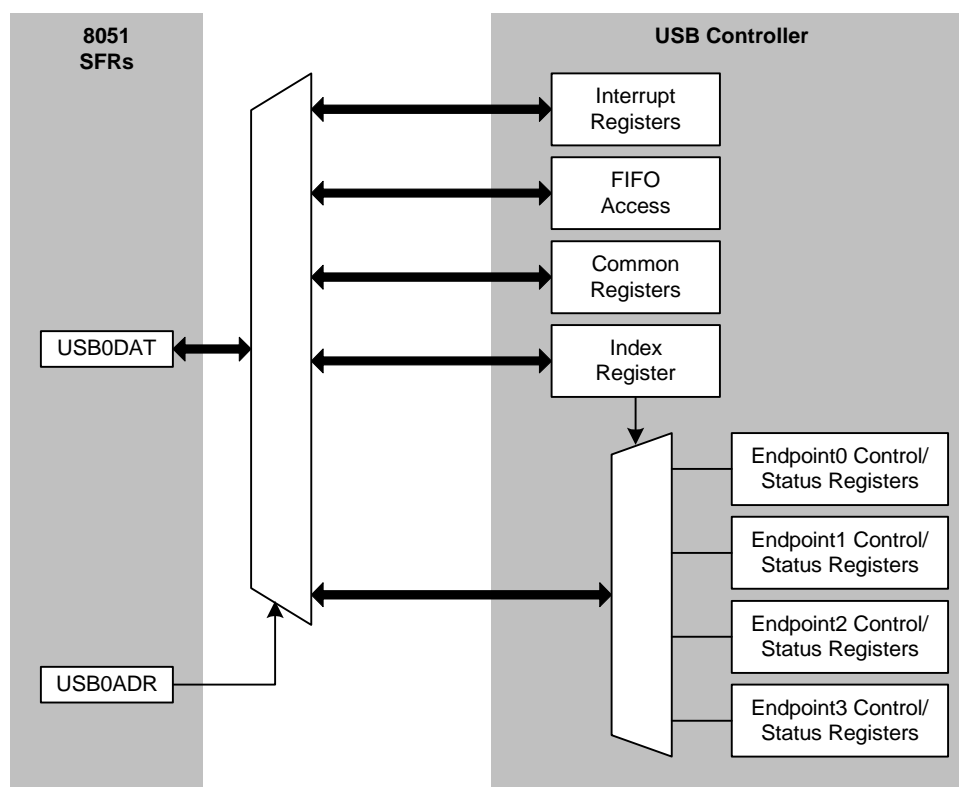 8051
SFRs
USB Controller
Interrupt
Registers
FIFO
Access
Common
Registers
USB0DAT
Index
Register
Endpoint0 Control/
Status Registers
Endpoint1 Control/
Status Registers
Endpoint2 Control/
Status Registers
USB0ADR
Endpoint3 Control/
Status Registers